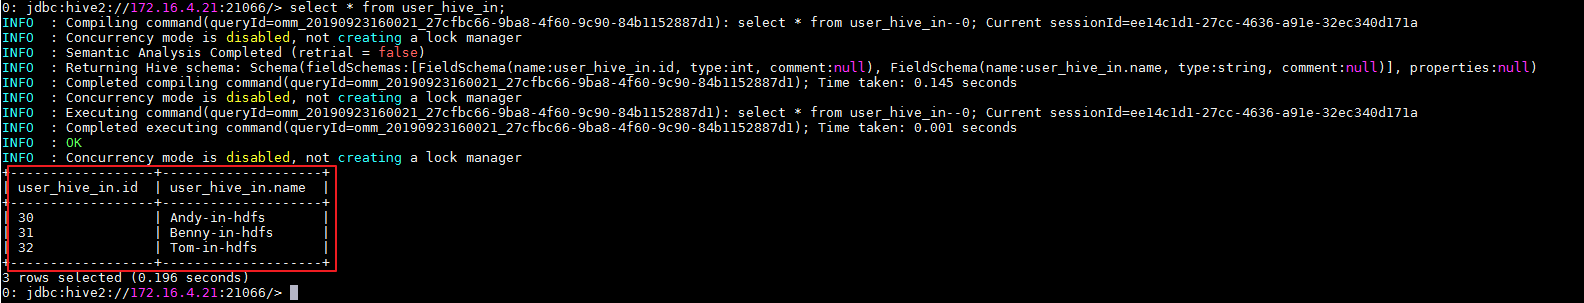 0: jdbc:hive2://172.16.4.21:21066/> select * from user_hive_in;
INFO  : Compiling command(queryId=omm_20190923160021_27cfbc66-9ba8-4f60-9c90-84b1152887d1): select * from user_hive_in--0; Current sessionId=ee14c1d1-27cc-4636-a91e-32ec340d171a
INFO  : Concurrency mode is disabled, not creating a lock manager
INFO  : Semantic Analysis Completed (retrial = false)
INFO  : Returning Hive schema: Schema(fieldSchemas:[FieldSchema(name:user_hive_in.id, type:int, comment:null), FieldSchema(name:user_hive_in.name, type:string, comment:null)], properties:null)
INFO  : Completed compiling command(queryId=omm_20190923160021_27cfbc66-9ba8-4f60-9c90-84b1152887d1); Time taken: 0.145 seconds
INFO  : Concurrency mode is disabled, not creating a lock manager
INFO  : Executing command(queryId=omm_20190923160021_27cfbc66-9ba8-4f60-9c90-84b1152887d1): select * from user_hive_in--0; Current sessionId=ee14c1d1-27cc-4636-a91e-32ec340d171a
INFO  : Completed executing command(queryId=omm_20190923160021_27cfbc66-9ba8-4f60-9c90-84b1152887d1); Time taken: 0.001 seconds
INFO  : OK
INFO  : Concurrency mode is disabled, not creating a lock manager
+------------------+--------------------+
| user_hive_in.id  | user_hive_in.name  |
+------------------+--------------------+
| 30               | Andy-in-hdfs       |
| 31               | Benny-in-hdfs      |
| 32               | Tom-in-hdfs        |
+------------------+--------------------+
3 rows selected (0.196 seconds)
0: jdbc:hive2://172.16.4.21:21066/>